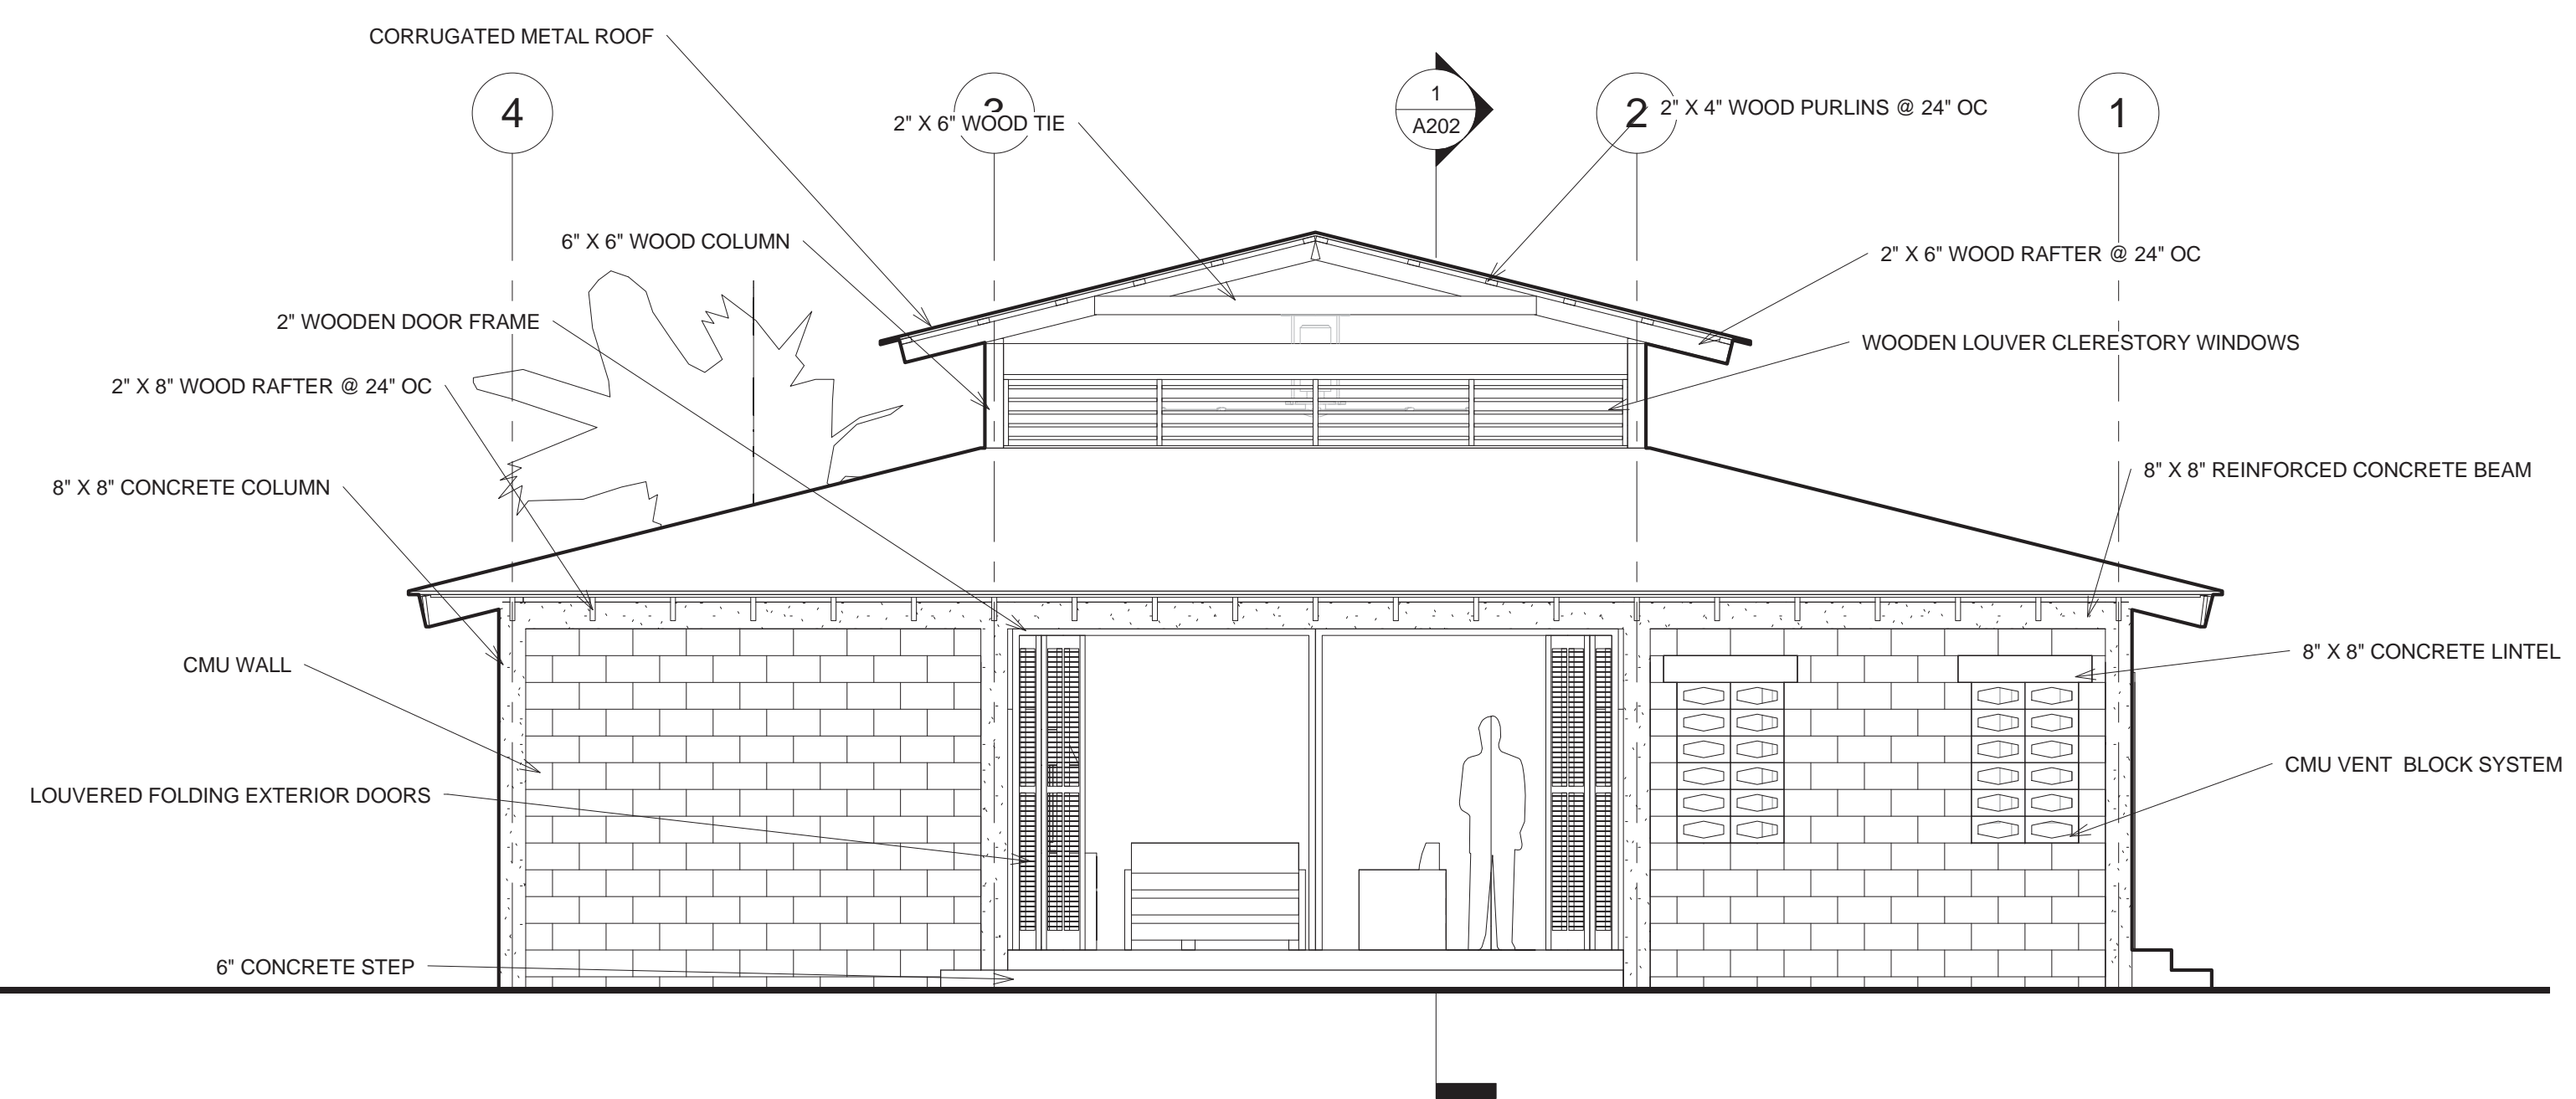 CORRUGATED METAL ROOF
4
3
2" X 6" WOOD TIE
1
A202
2
2" X 4" WOOD PURLINS @ 24" OC
1
6" X 6" WOOD COLUMN
2" X 6" WOOD RAFTER @ 24" OC
2" WOODEN DOOR FRAME
WOODEN LOUVER CLERESTORY WINDOWS
2" X 8" WOOD RAFTER @ 24" OC
8" X 8" REINFORCED CONCRETE BEAM
8" X 8" CONCRETE COLUMN
8" X 8" CONCRETE LINTEL
CMU WALL
CMU VENT  BLOCK SYSTEM
LOUVERED FOLDING EXTERIOR DOORS
6" CONCRETE STEP